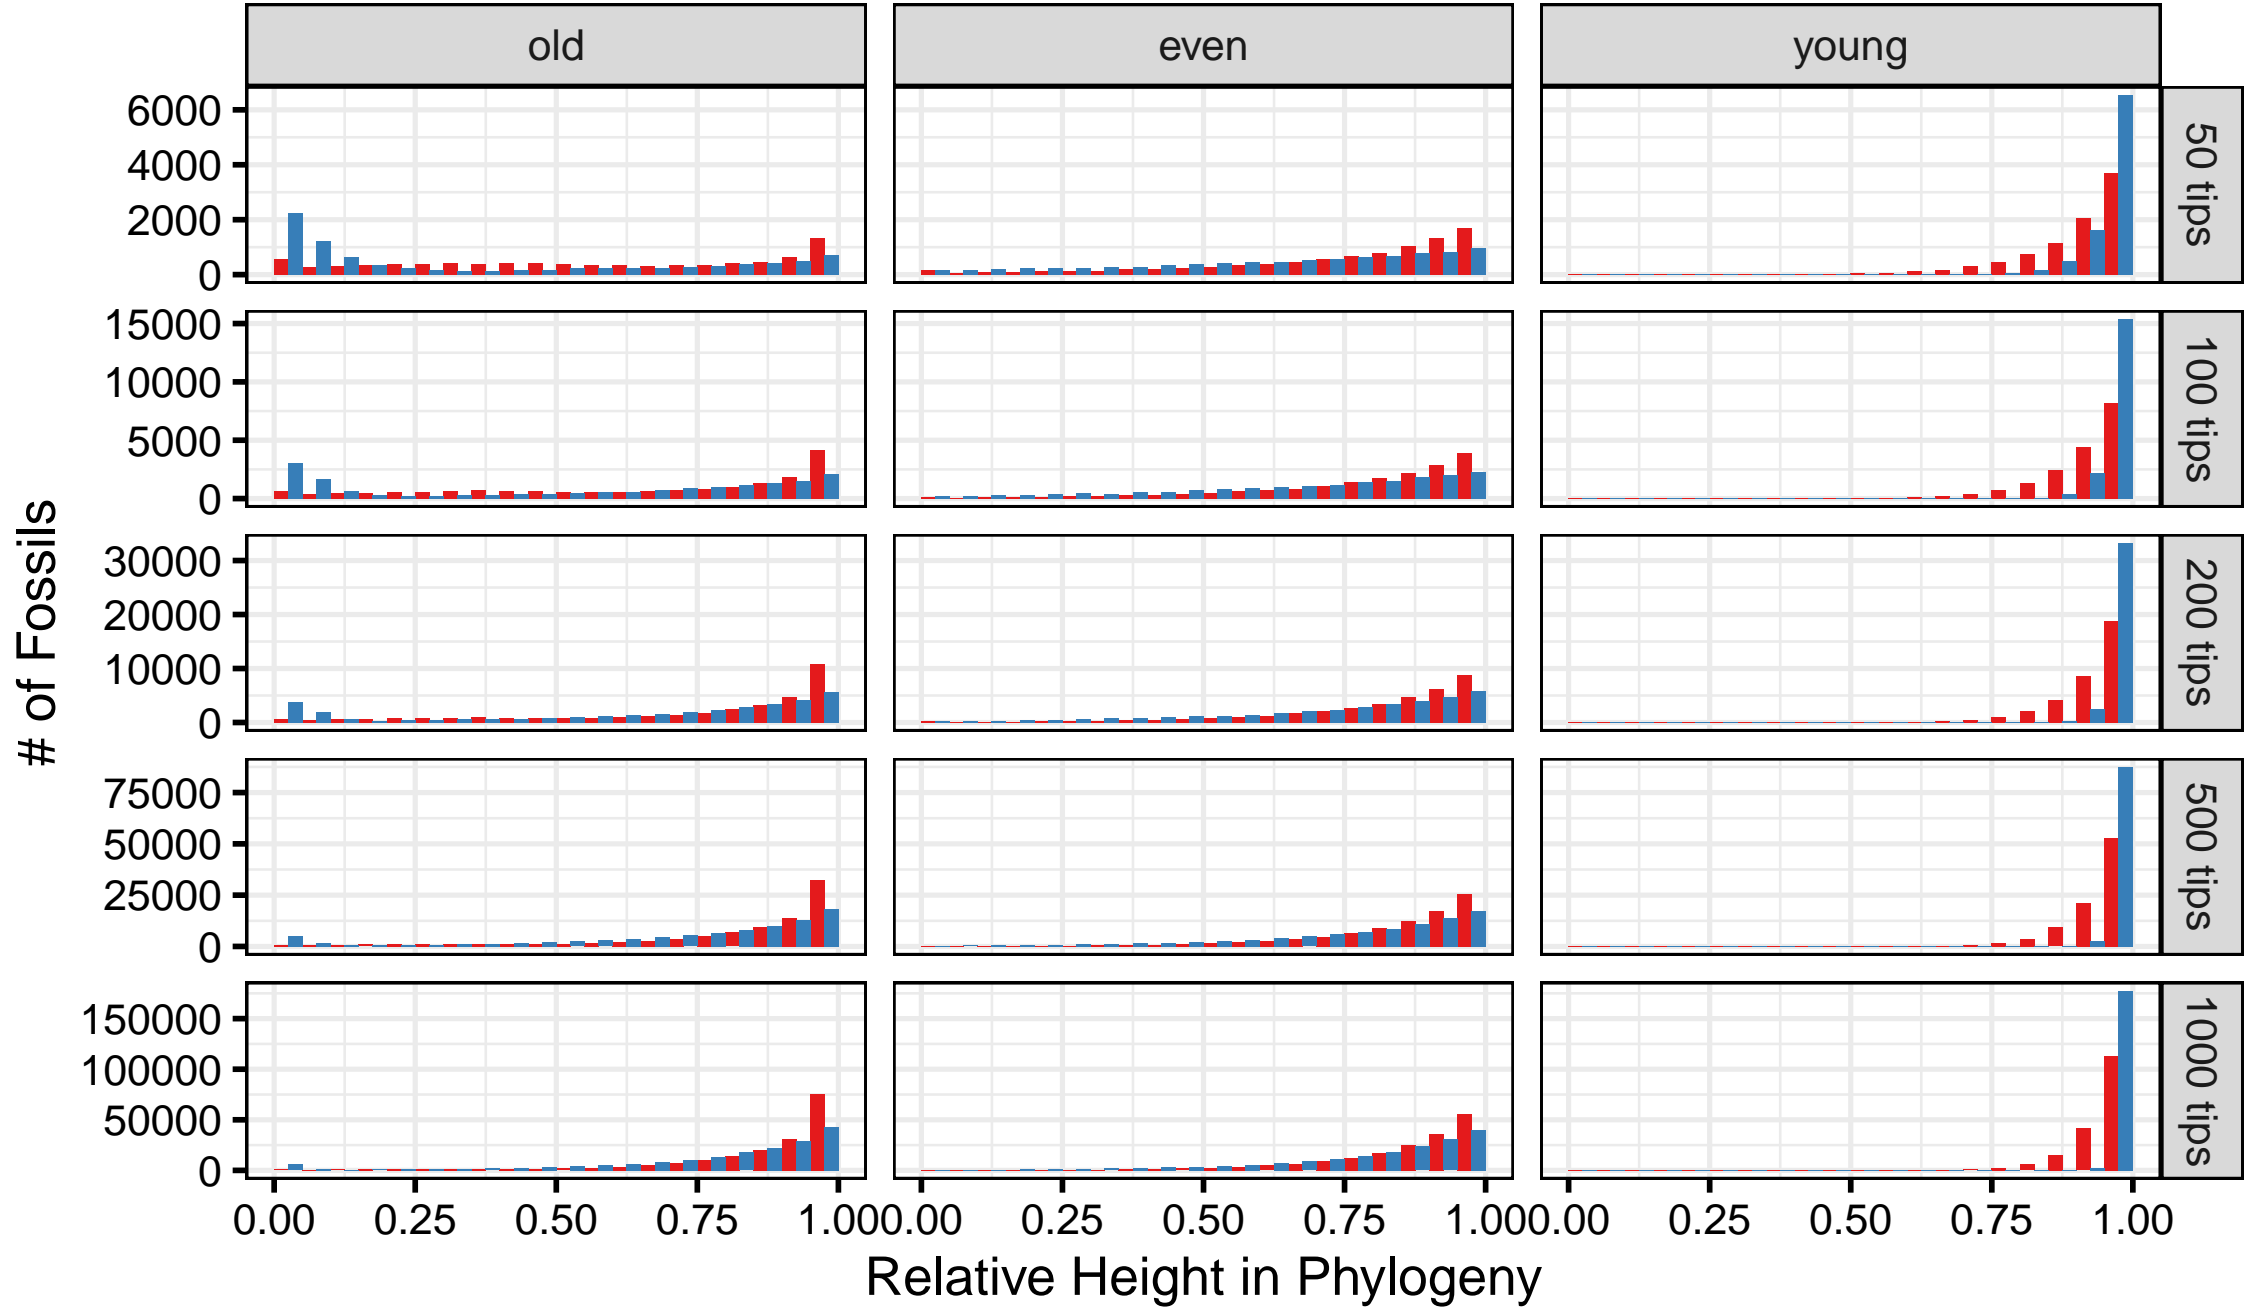 old
even
young
6000
4000
2000
0
50 tips
15000
10000
5000
0
100 tips
30000
20000
10000
0
200 tips
75000
50000
25000
0
500 tips
150000
100000
50000
0
1000 tips
# of Fossils
0.00 0.25 0.50 0.75 1.00 0.00 0.25 0.50 0.75 1.00 0.00 0.25 0.50 0.75 1.00
Relative Height in Phylogeny